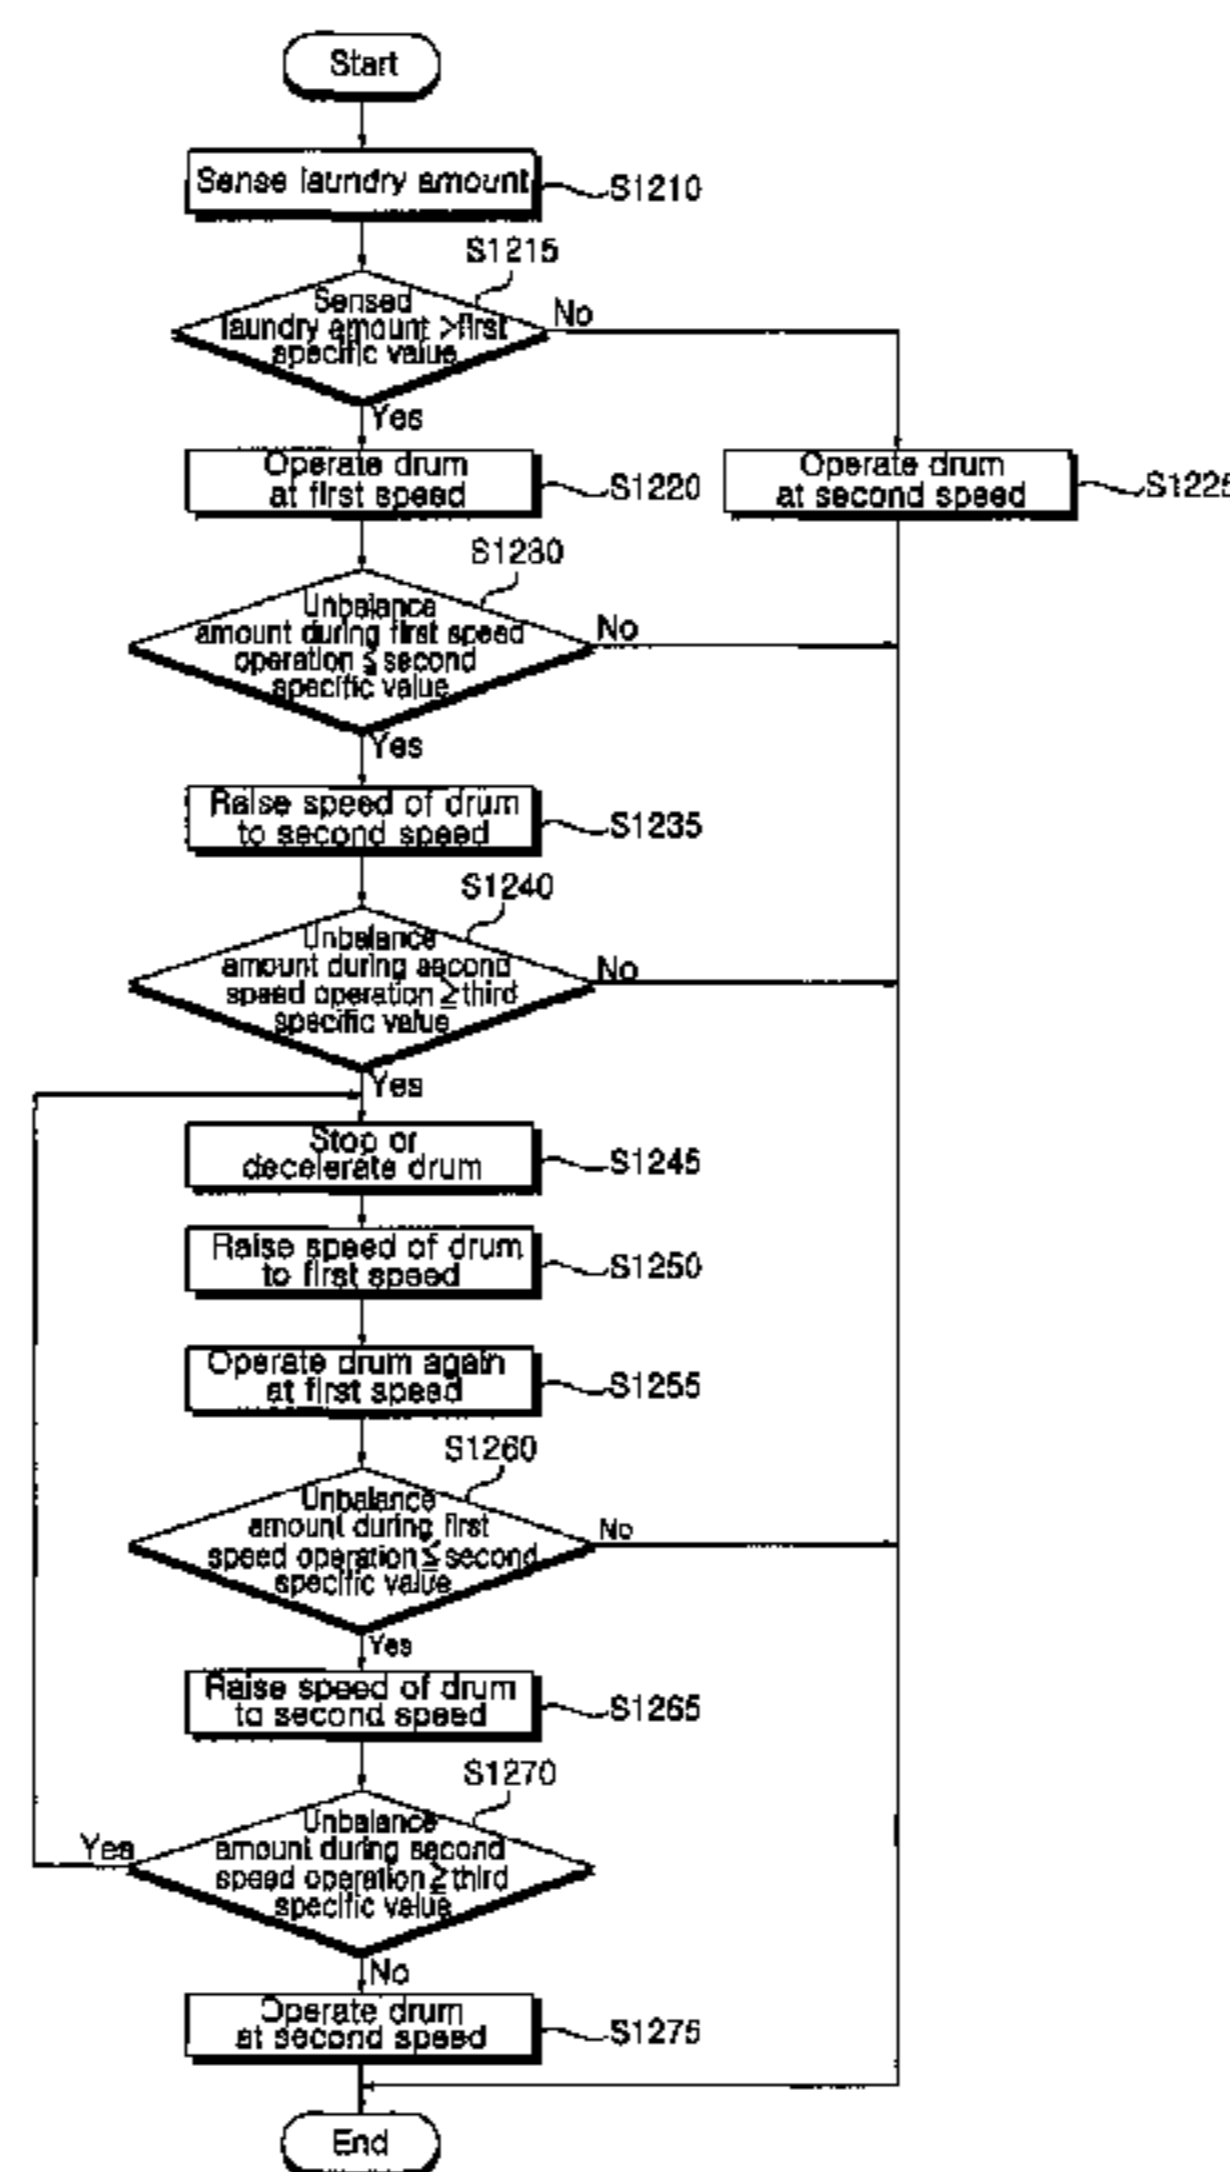 Start
Sense laundry amount
S1210
S1215
Sensed
laundry amount >first
specific value
No
Yes
Operate drum
at first speed
S1220
Operate drum
at second speed
S1225
S1230
Unbalance
amount during first speed
operation ≦second
specific value
No
Yes
Raise speed of drum
to second speed
S1235
S1240
Unbalance
amount during second
speed operation ≧third
specific value
No
Yes
Stop or
decelerate drum
S1245
Raise speed of drum
to first speed
S1250
Operate drum again
at first speed
S1255
S1260
Unbalance
amount during first
speed operation≦second
specific value
No
Yes
Raise speed of drum
to second speed
S1265
S1270
Unbalance
amount during second
speed operation≧third
specific value
Yes
No
Operate drum
at second speed
S1275
End